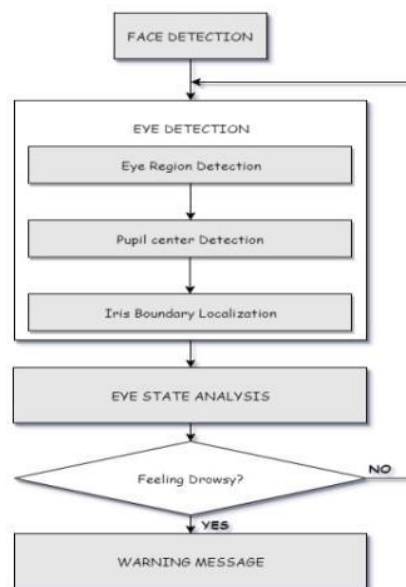 FACE DETECTION
EYE DETECTION
Eye Region Detection
Pupil center Detection
Iris Boundary Localization
EYE STATE ANALYSIS
Feeling Drowsy?
NO
YES
WARNING MESSAGE